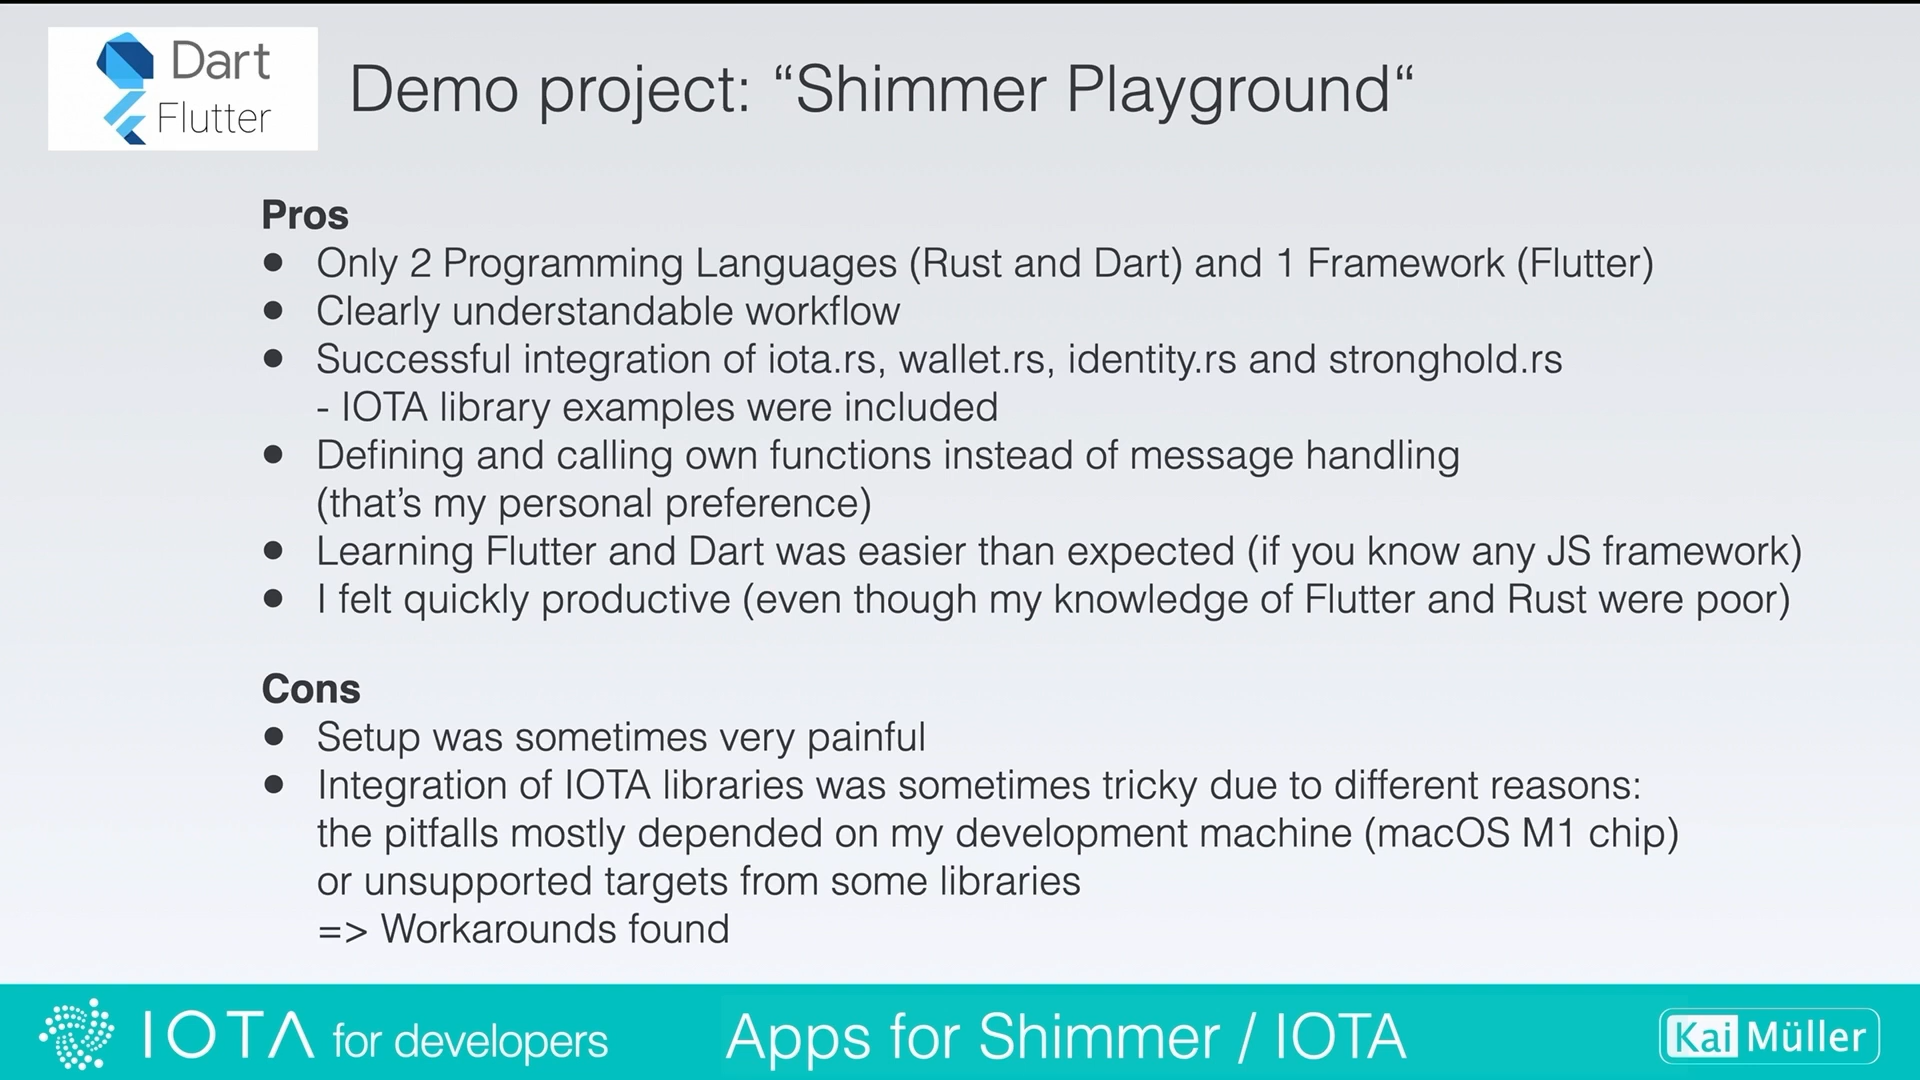 Dart
Flutter
Demo project: “Shimmer Playground“
Pros
● Only 2 Programming Languages (Rust and Dart) and 1 Framework (Flutter)
● Clearly understandable workflow
● Successful integration of iota.rs, wallet.rs, identity.rs and stronghold.rs
- IOTA library examples were included
● Defining and calling own functions instead of message handling
(that’s my personal preference)
● Learning Flutter and Dart was easier than expected (if you know any JS framework)
● I felt quickly productive (even though my knowledge of Flutter and Rust were poor)
Cons
● Setup was sometimes very painful
● Integration of IOTA libraries was sometimes tricky due to different reasons:
the pitfalls mostly depended on my development machine (macOS M1 chip)
or unsupported targets from some libraries
=> Workarounds found
IOTA for developers
Apps for Shimmer / IOTA
Kai Müller